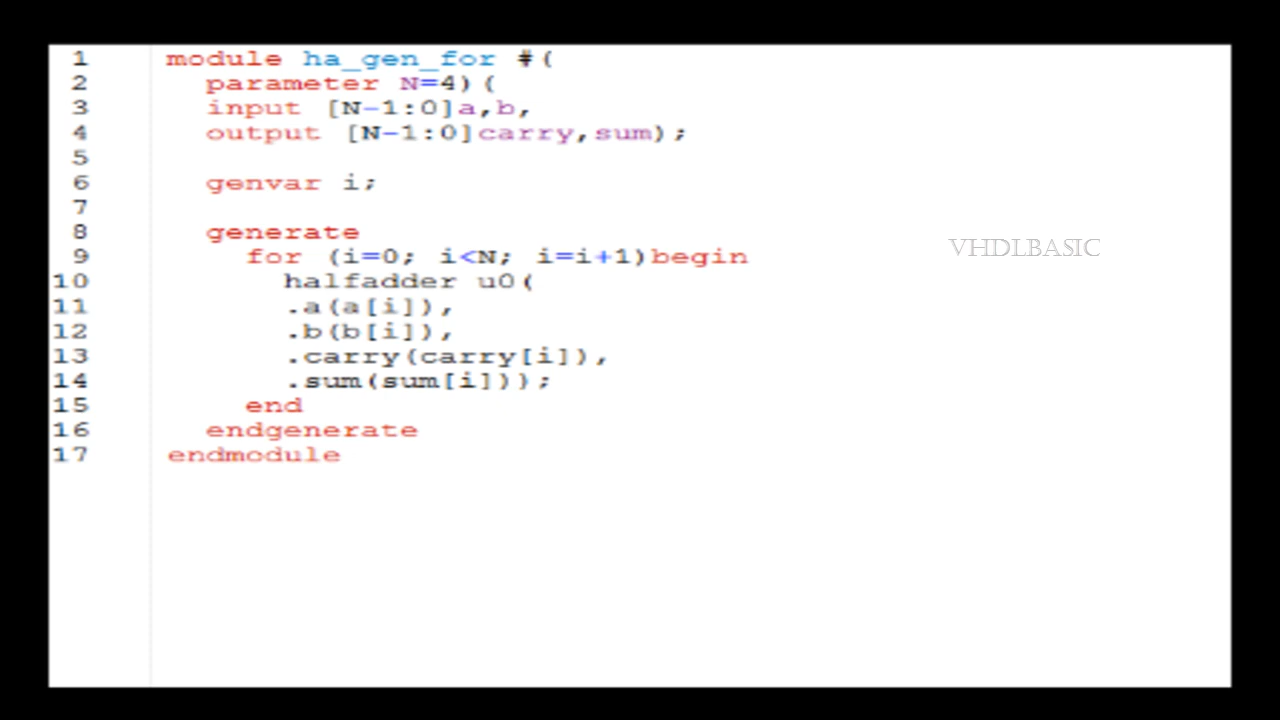 1 module ha_gen_for #(
2 parameter N=4)(
3 input [N-1:0]a,b,
4 output [N-1:0]carry,sum);
5
6 genvar i;
7
8 generate
9 for (i=0; i<N; i=i+1)begin
VHDLBASIC
10 halfadder u0(
11 .a(a[i]),
12 .b(b[i]),
13 .carry(carry[i]),
14 .sum(sum[i]));
15 end
16 endgenerate
17 endmodule